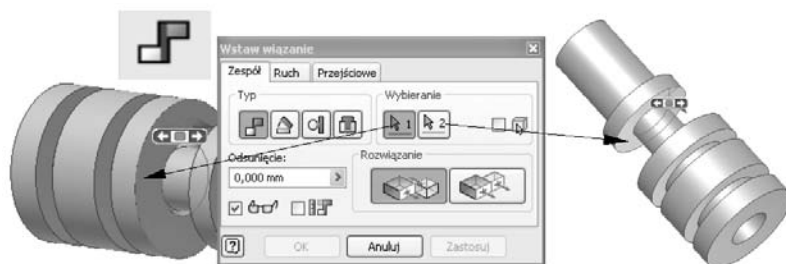 Wstaw wiązanie
Zespół Ruch Przejściowe
Typ Wybieranie
1 2
Odsunięcie: Rozwiązanie
0,000 mm
OK Anuluj Zastosuj